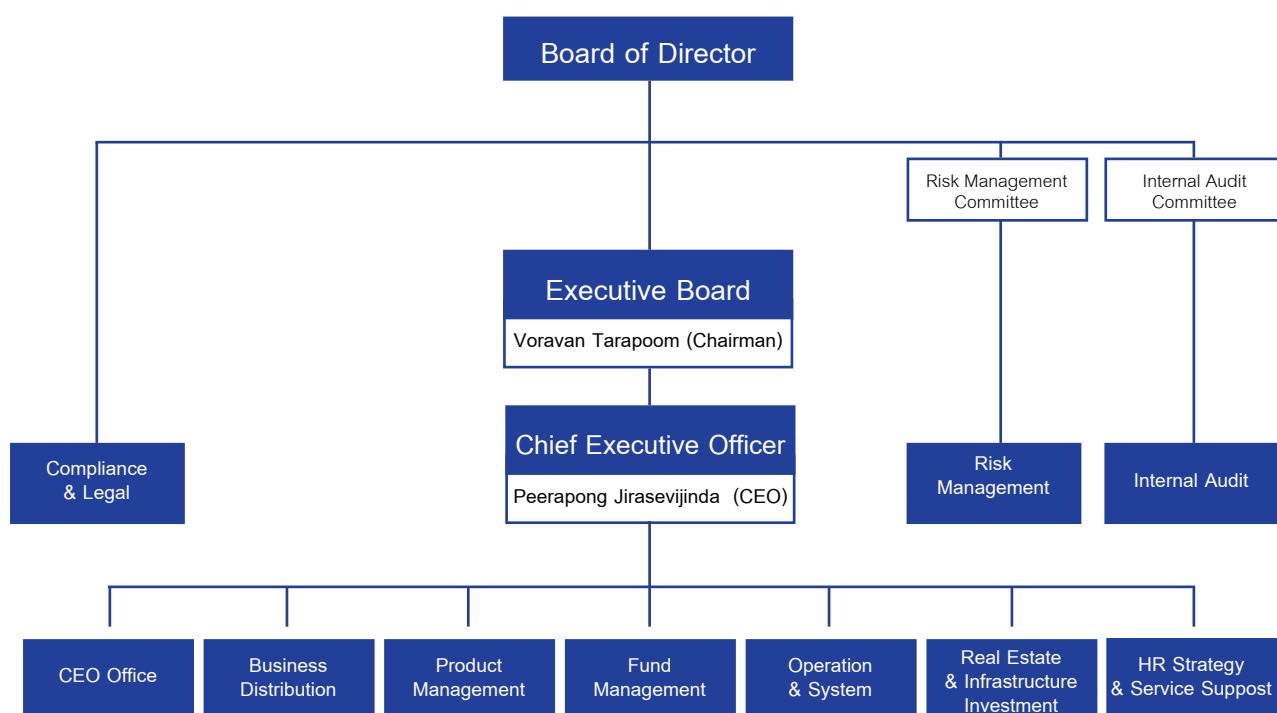 Board of Director
Risk Management
Committee
Internal Audit
Committee
Executive Board
Voravan Tarapoom (Chairman)
Chief Executive Officer
Peerapong Jirasevijinda (CEO)
Compliance
& Legal
Risk
Management
Internal Audit
CEO Office
Business
Distribution
Product
Management
Fund
Management
Operation
& System
Real Estate
& Infrastructure
Investment
HR Strategy
& Service Suppost